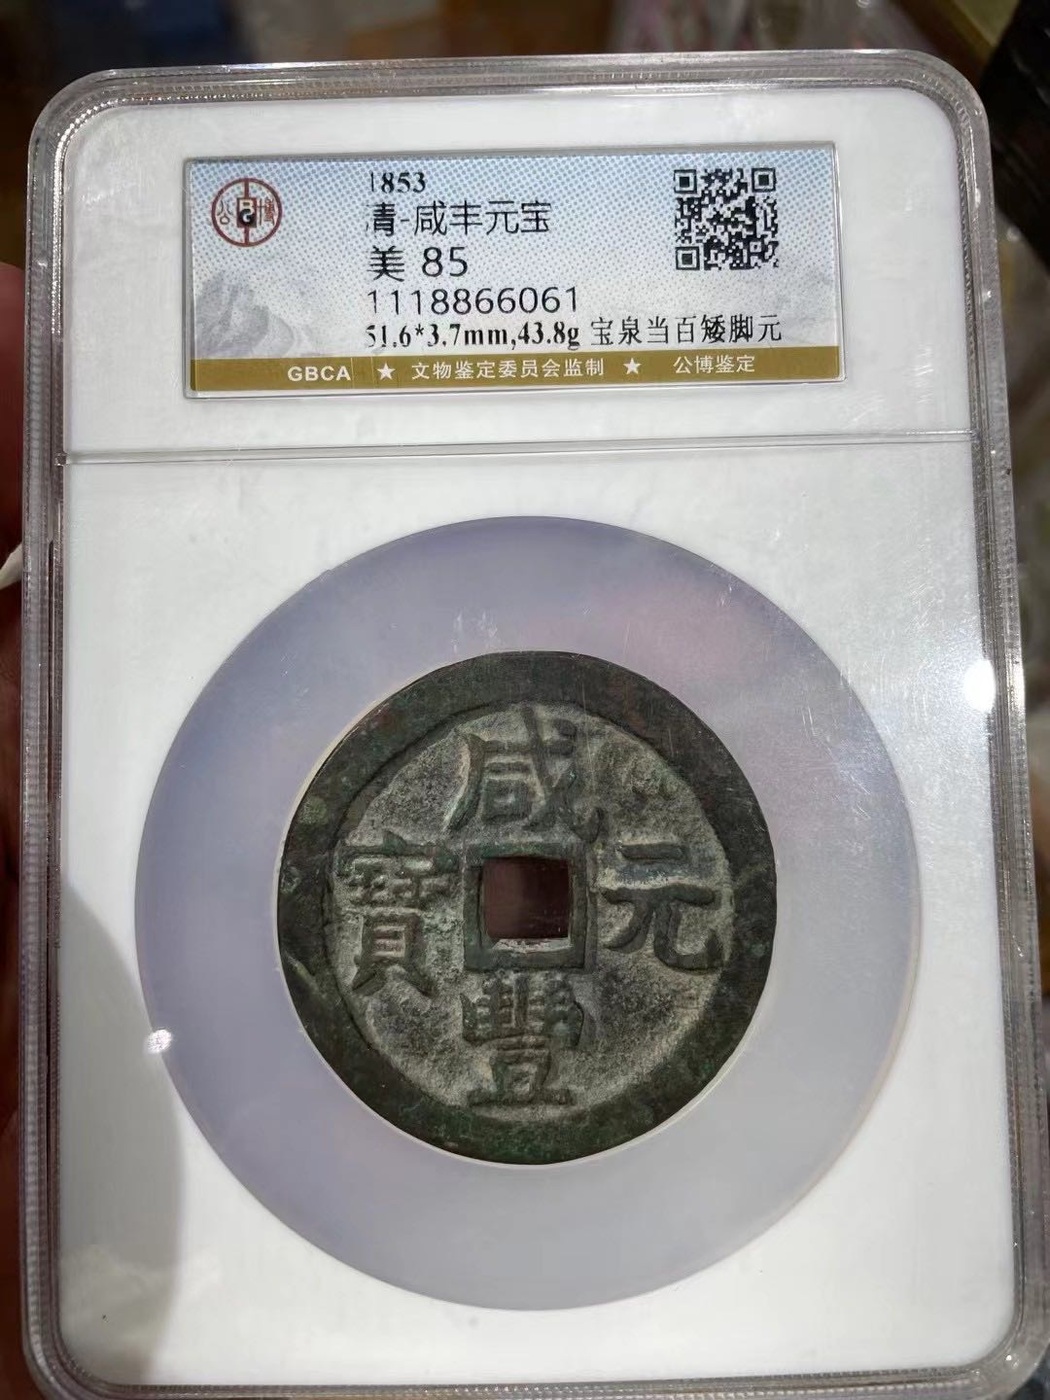 公博
1853
清-咸丰元宝
美 85
1118866061
51.6*3.7mm,43.8g 宝泉当百矮脚元
GBCA ★ 文物鉴定委员会监制 ★ 公博鉴定
咸
寶 元
豐